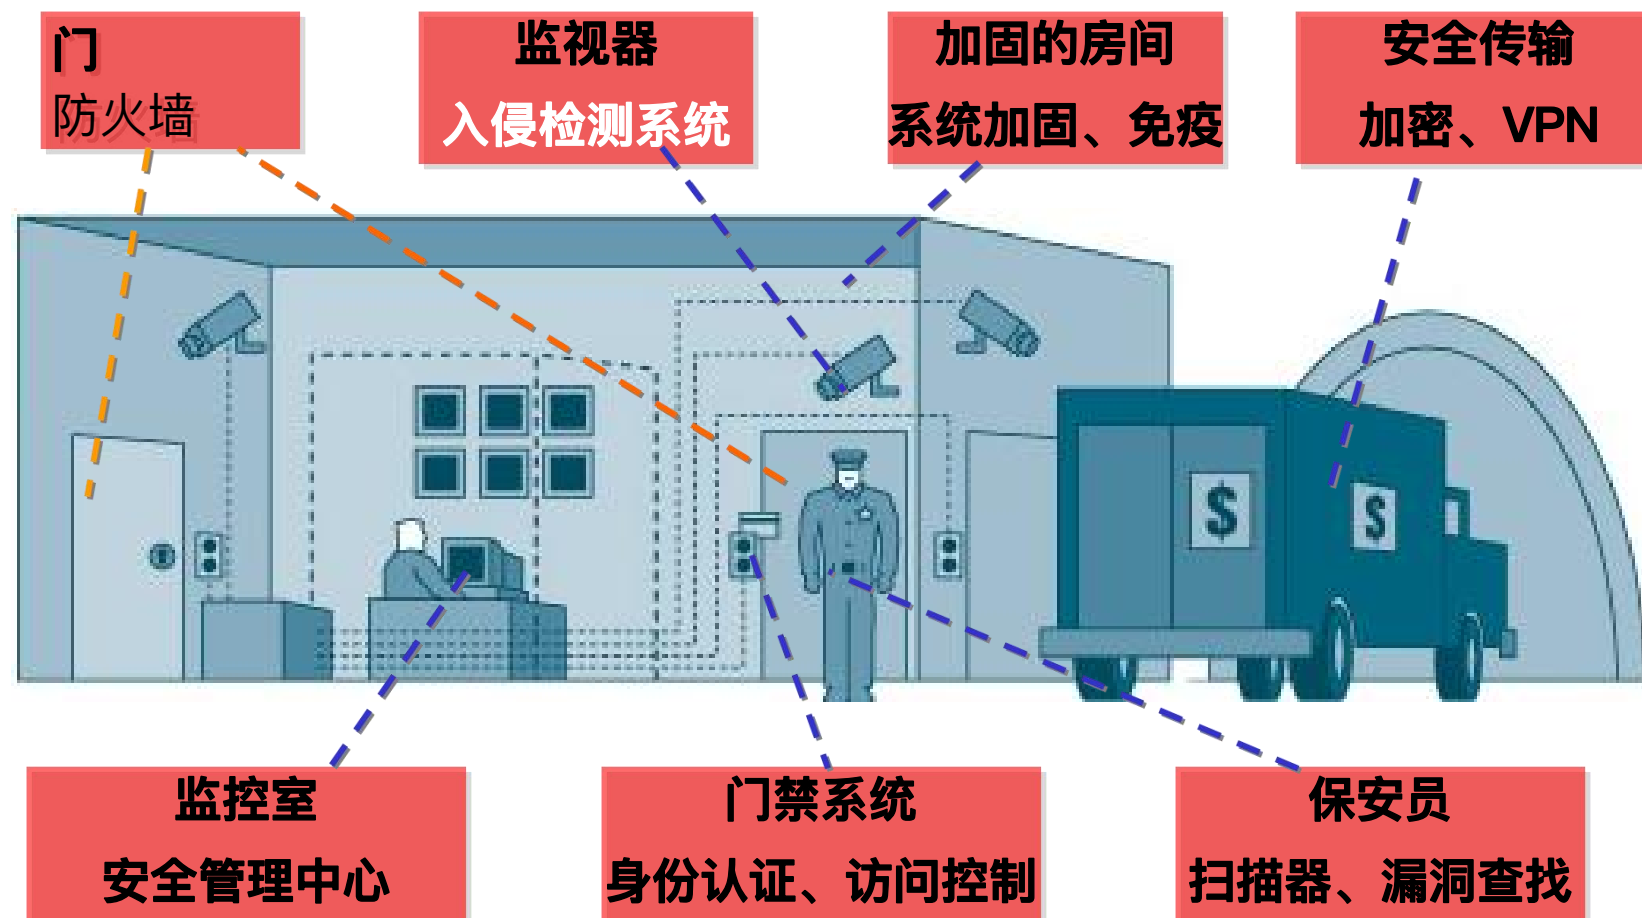 门
防火墙
监视器
入侵检测系统
加固的房间
系统加固、免疫
安全传输
加密、VPN
$
$
监控室
安全管理中心
门禁系统
身份认证、访问控制
保安员
扫描器、漏洞查找